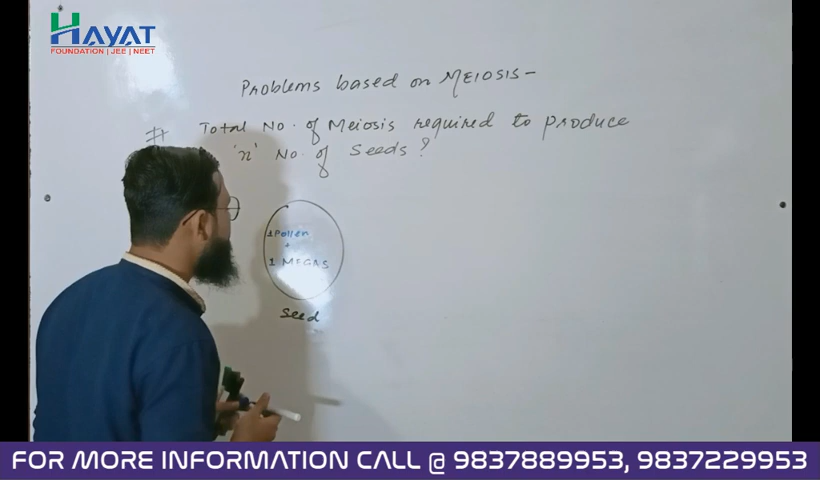 HAYAT
FOUNDATION | JEE | NEET
Problems based on MEIOSIS-
# Total No. of Meiosis required to produce
'n' No. of Seeds?
1 Pollen
+
1 MEGAS
Seed
FOR MORE INFORMATION CALL @ 9837889953, 9837229953